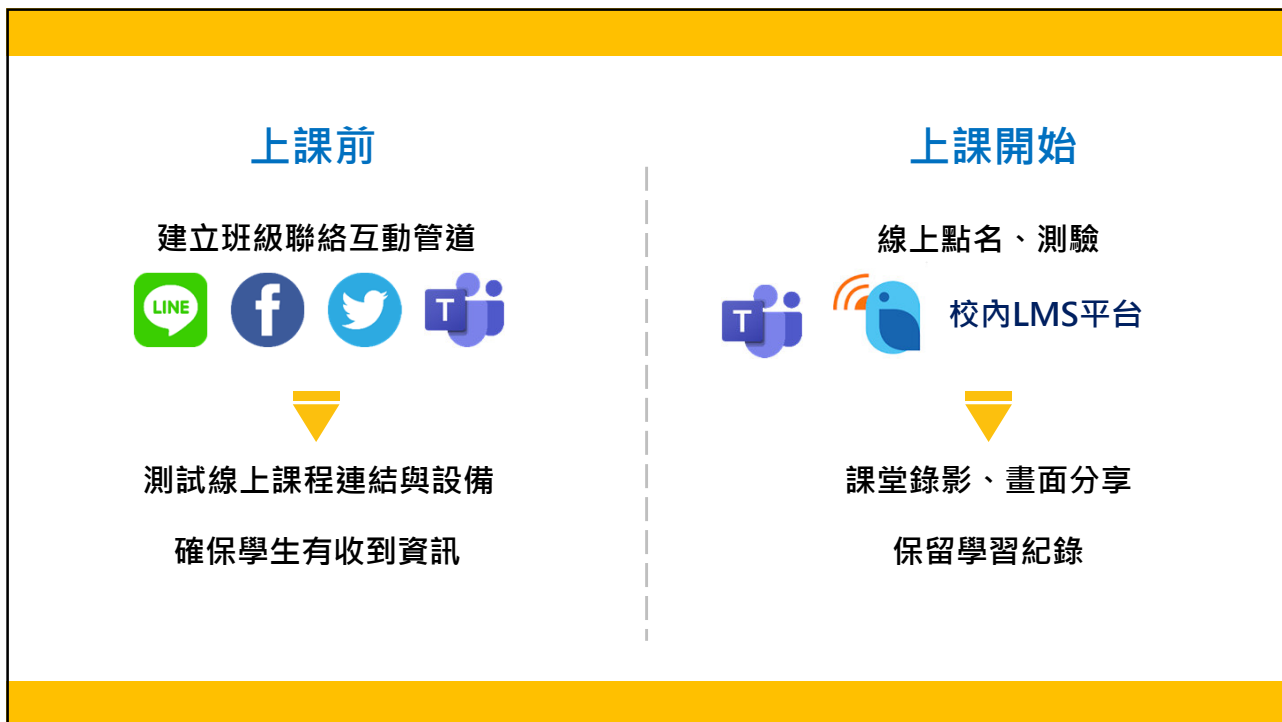 上課前
建立班級聯絡互動管道
LINE
f
T
測試線上課程連結與設備
確保學生有收到資訊
上課開始
線上點名、測驗
T
校內LMS平台
課堂錄影、畫面分享
保留學習紀錄